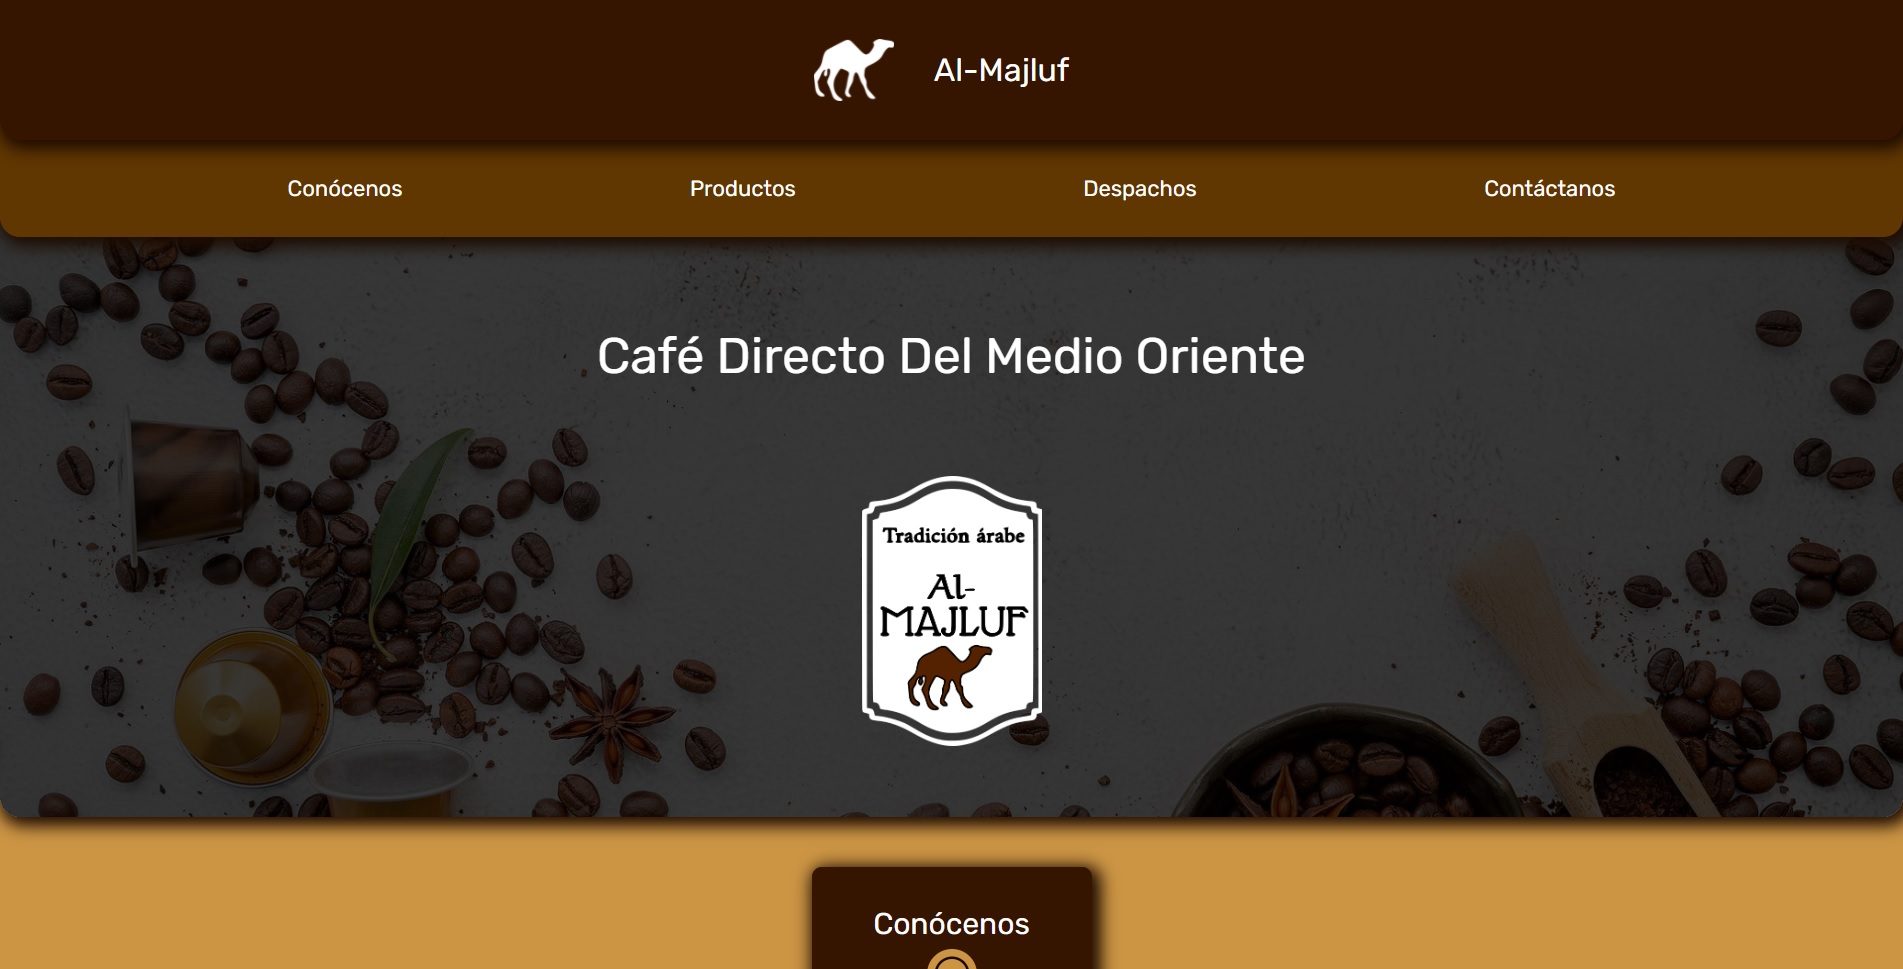 Al-Majluf
Conócenos
Productos
Despachos
Contáctanos
Café Directo Del Medio Oriente
Tradición árabe
Al-
MAJLUF
Conócenos